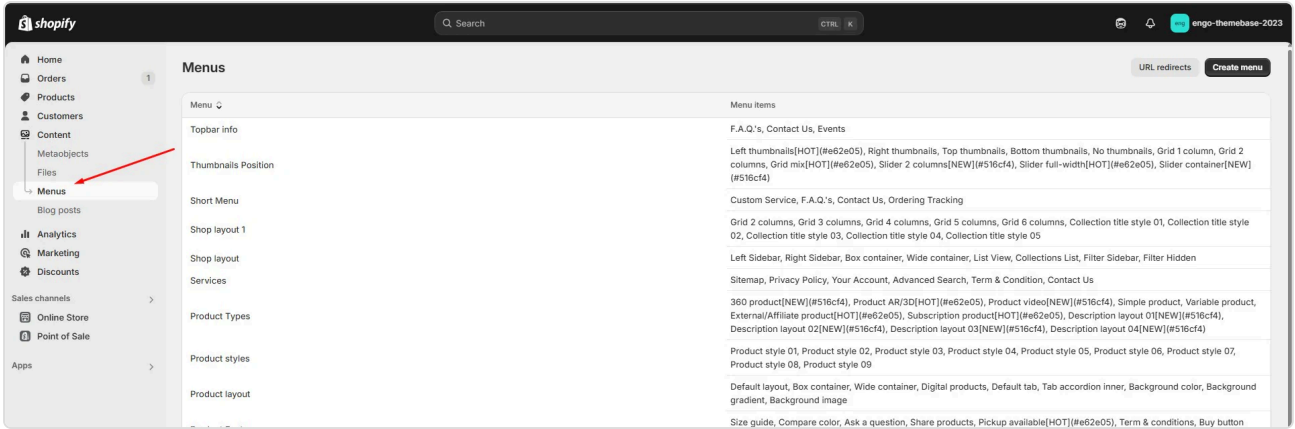 shopify
Search
CTRL K
eng
engo-themebase-2023
Home
Orders
1
Products
Customers
Content
Metaobjects
Files
Menus
Blog posts
Analytics
Marketing
Discounts
Sales channels
Online Store
Point of Sale
Apps
Menus
URL redirects
Create menu
Menu
Menu items
Topbar info
F.A.Q.'s, Contact Us, Events
Thumbnails Position
Left thumbnails[HOT](#e62e05), Right thumbnails, Top thumbnails, Bottom thumbnails, No thumbnails, Grid 1 column, Grid 2
columns, Grid mix[HOT](#e62e05), Slider 2 columns[NEW](#516cf4), Slider full-width[HOT](#e62e05), Slider container[NEW]
(#516cf4)
Short Menu
Custom Service, F.A.Q.'s, Contact Us, Ordering Tracking
Shop layout 1
Grid 2 columns, Grid 3 columns, Grid 4 columns, Grid 5 columns, Grid 6 columns, Collection title style 01, Collection title style
02, Collection title style 03, Collection title style 04, Collection title style 05
Shop layout
Left Sidebar, Right Sidebar, Box container, Wide container, List View, Collections List, Filter Sidebar, Filter Hidden
Services
Sitemap, Privacy Policy, Your Account, Advanced Search, Term & Condition, Contact Us
Product Types
360 product[NEW](#516cf4), Product AR/3D[HOT](#e62e05), Product video[NEW](#516cf4), Simple product, Variable product,
External/Affiliate product[HOT](#e62e05), Subscription product[HOT](#e62e05), Description layout 01[NEW](#516cf4),
Description layout 02[NEW](#516cf4), Description layout 03[NEW](#516cf4), Description layout 04[NEW](#516cf4)
Product styles
Product style 01, Product style 02, Product style 03, Product style 04, Product style 05, Product style 06, Product style 07,
Product style 08, Product style 09
Product layout
Default layout, Box container, Wide container, Digital products, Default tab, Tab accordion inner, Background color, Background
gradient, Background image
Size guide, Compare color, Ask a question, Share products, Pickup available[HOT](#e62e05), Term & conditions, Buy button